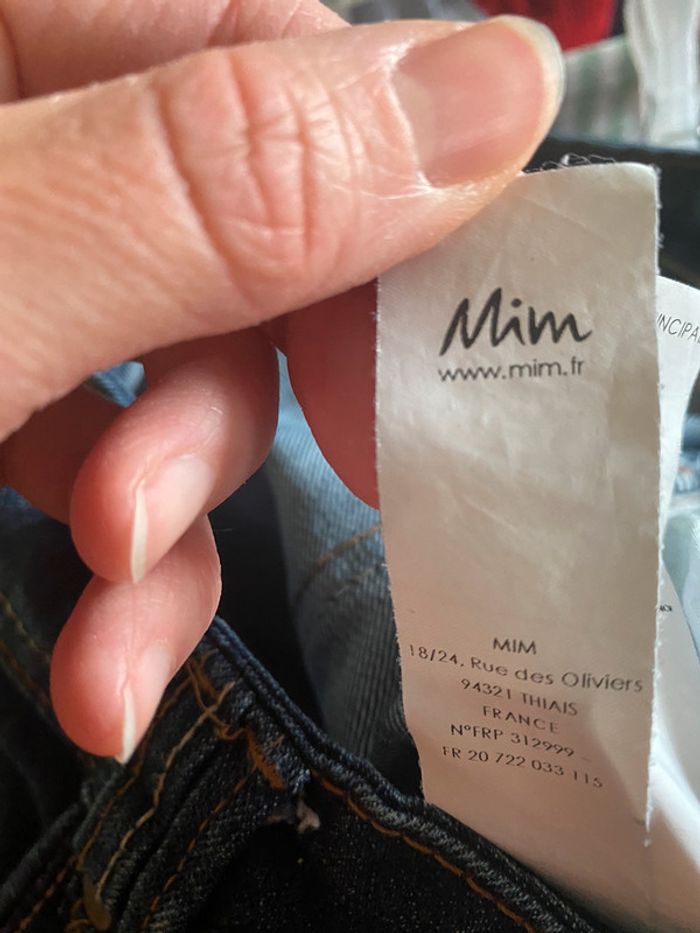 Mim
www.mim.fr
MIM
18/24, Rue des Oliviers
94321 THIAIS
FRANCE
N°FRP 312999
FR 20 722 033 115